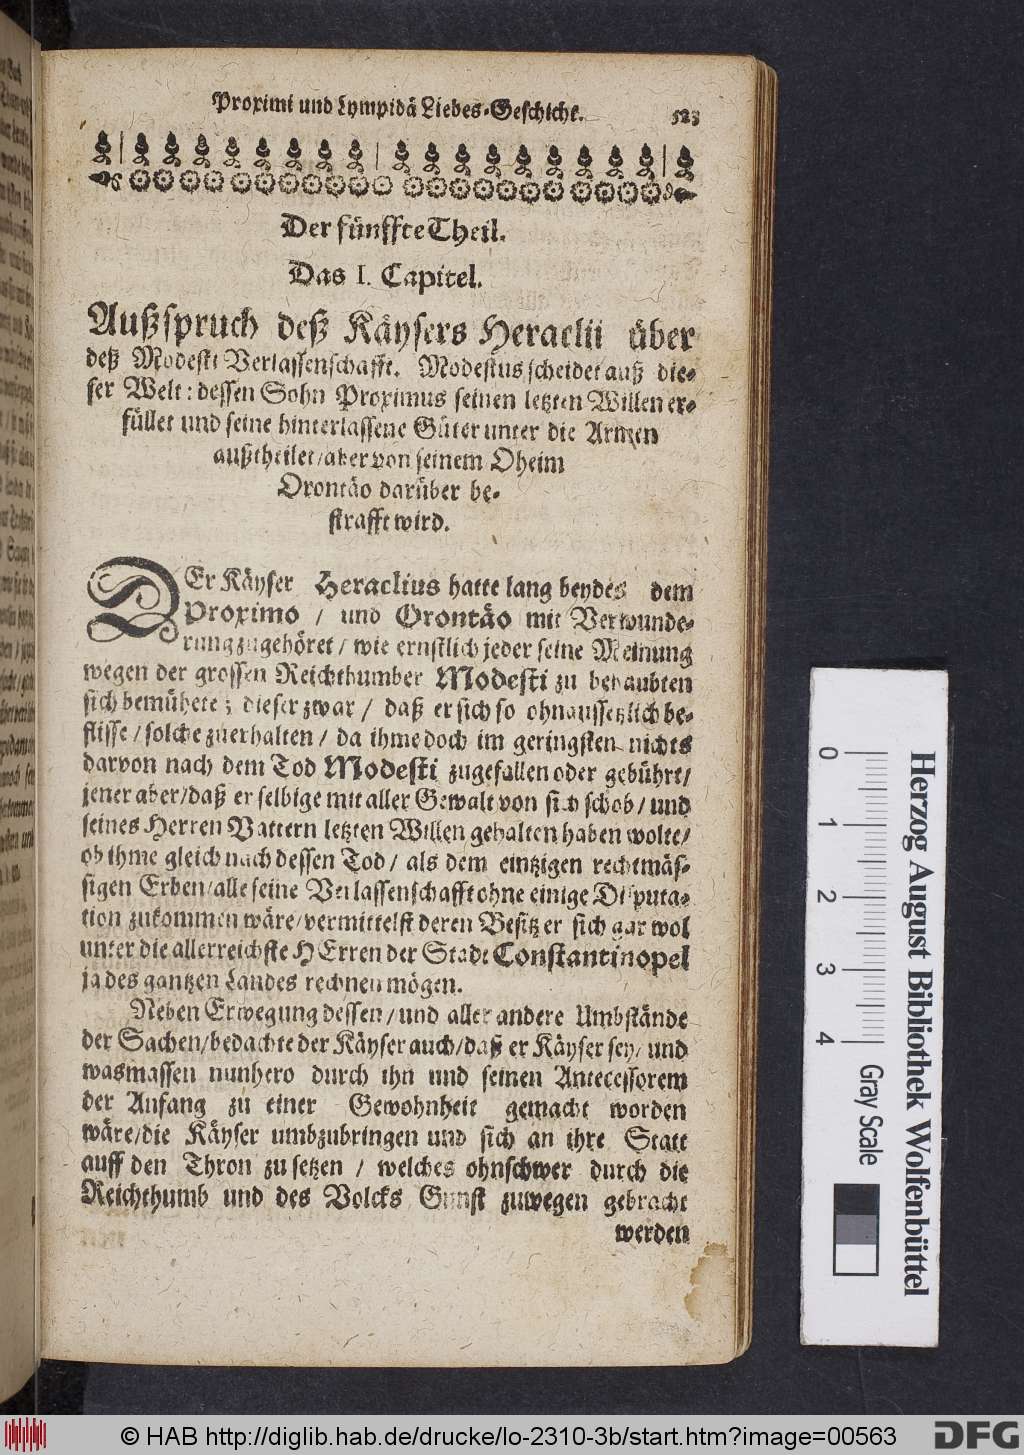 Proximi und Lympidä Liebes-Geschicht. 523
Der fünffte Theil.
Das I. Capitel.
Außspruch deß Käysers Heraclii über
deß Modesti Verlassenschafft. Modestus scheidet auß die-
ser Welt: dessen Sohn Proximus seinen letzten Willen er-
füllet und seine hinterlassene Güter unter die Armen
außtheilet/aber von seinem Oheim
Orontäo darüber be-
strafft wird.
DEr Käyser Heraclius hatte lang beydes dem
Proximo / und Orontäo mit Verwunde-
rung zugehöret / wie ernstlich jeder seine Meinung
wegen der grossen Reichthumber Modesti zu behaubten
sich bemühete; dieser zwar / daß er sich so ohnaussetzlich be-
flisse / solche zuerhalten / da ihme doch im geringsten nichts
darvon nach dem Tod Modesti zugefallen oder gebührt/
jener aber/daß er selbige mit aller Gewalt von sich schob / und
seines Herren Vattern letzten Willen gehalten haben wolte/
ob ihme gleich nach dessen Tod / als dem eintzigen rechtmäs-
sigen Erben/alle seine Verlassenschafft ohne einige Disputa-
tion zukommen wäre/vermittelst deren Besitz er sich gar wol
unter die allerreichste HErren der Stadt Constantinopel
ja des gantzen Landes rechnen mögen.
Neben Erwegung dessen / und aller andere Umbstände
der Sachen/bedachte der Käyser auch/daß er Käyser sey/ und
wasmassen nunhero durch ihn und seinen Antecessorem
der Anfang zu einer Gewohnheit gemacht worden
wäre/die Käyser umbzubringen und sich an ihre Statt
auff den Thron zu setzen / welches ohnschwer durch die
Reichthumb und des Volcks Gunst zuwegen gebracht
werden
Herzog August Bibliothek Wolfenbüttel
0 1 2 3 4
Gray Scale
© HAB http://diglib.hab.de/drucke/lo-2310-3b/start.htm?image=00563
DFG